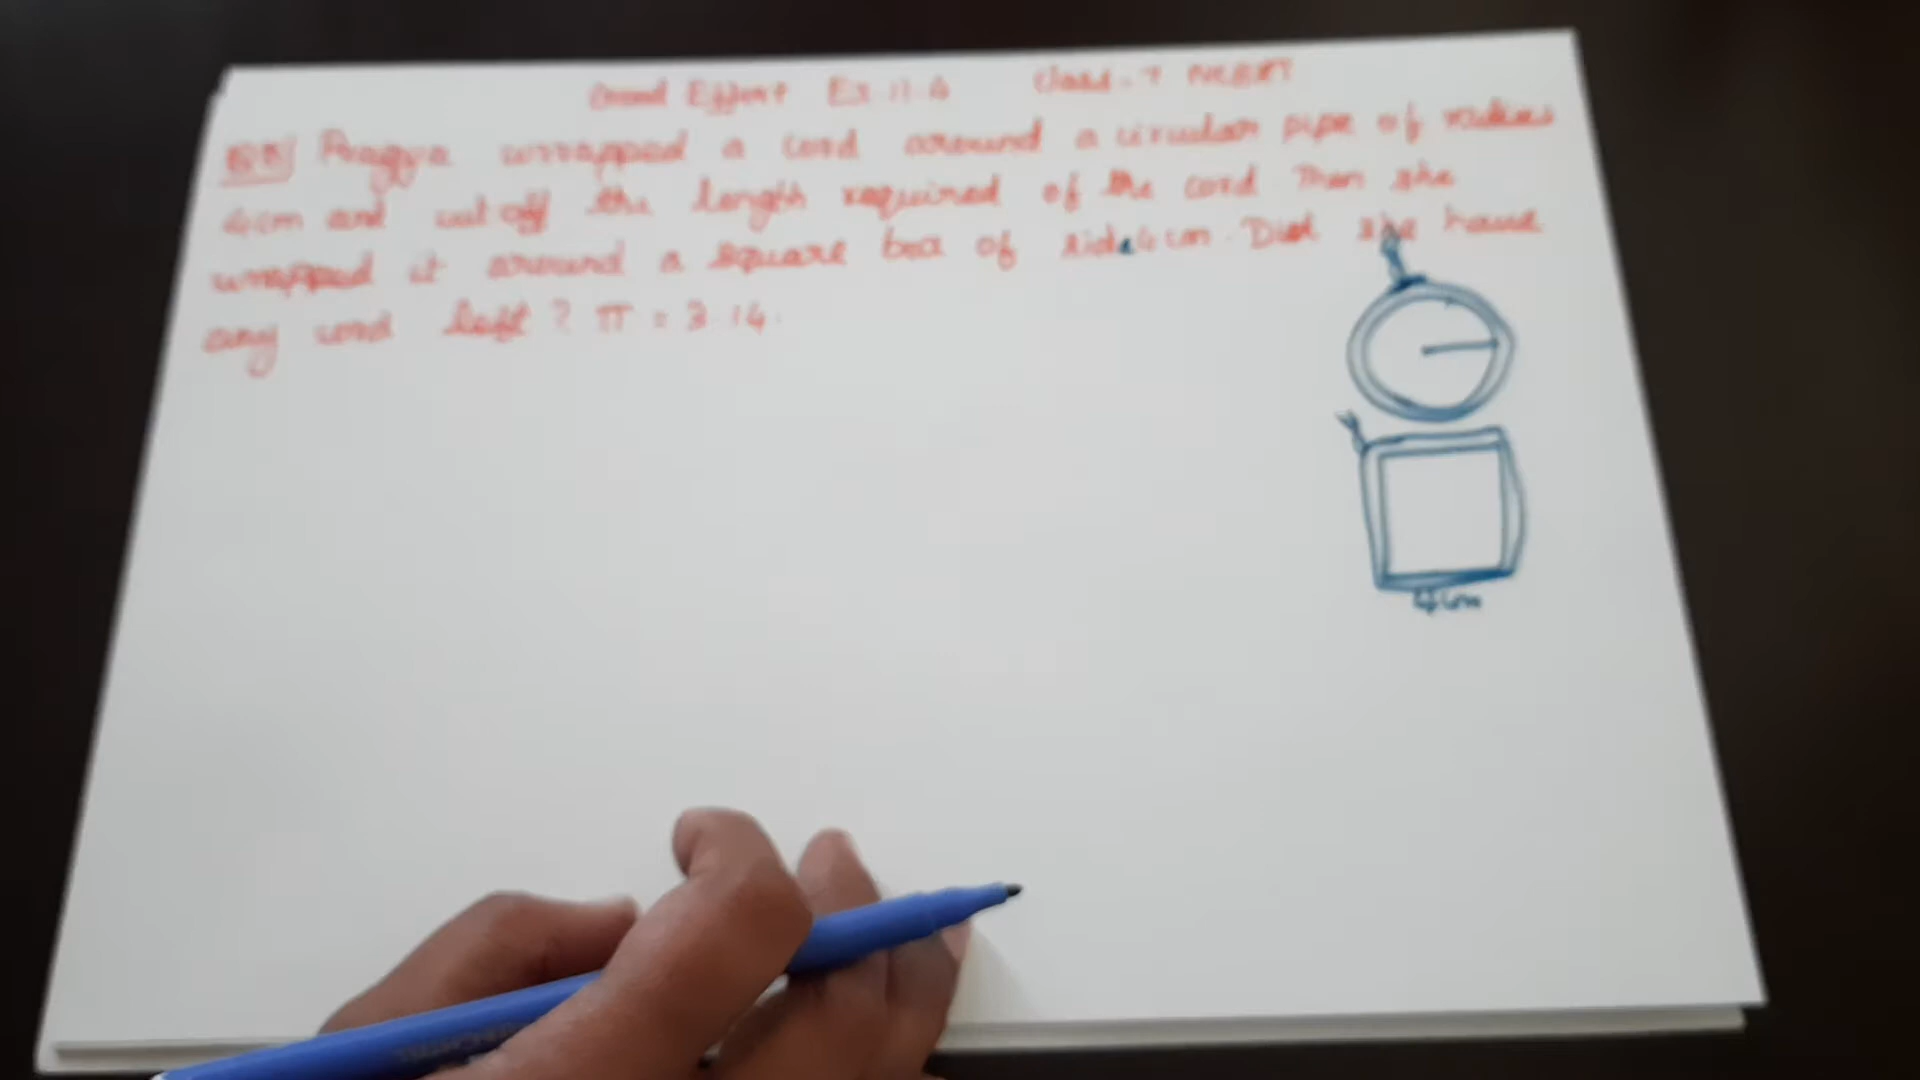 Good Effort Ex. 11.4 Class-7 NCERT
Pragya wrapped a cord around a circular pipe of radius
4cm and cut off the length required of the cord Then she
wrapped it around a square box of side 4cm. Did she have
any cord left? π = 3.14.
4cm